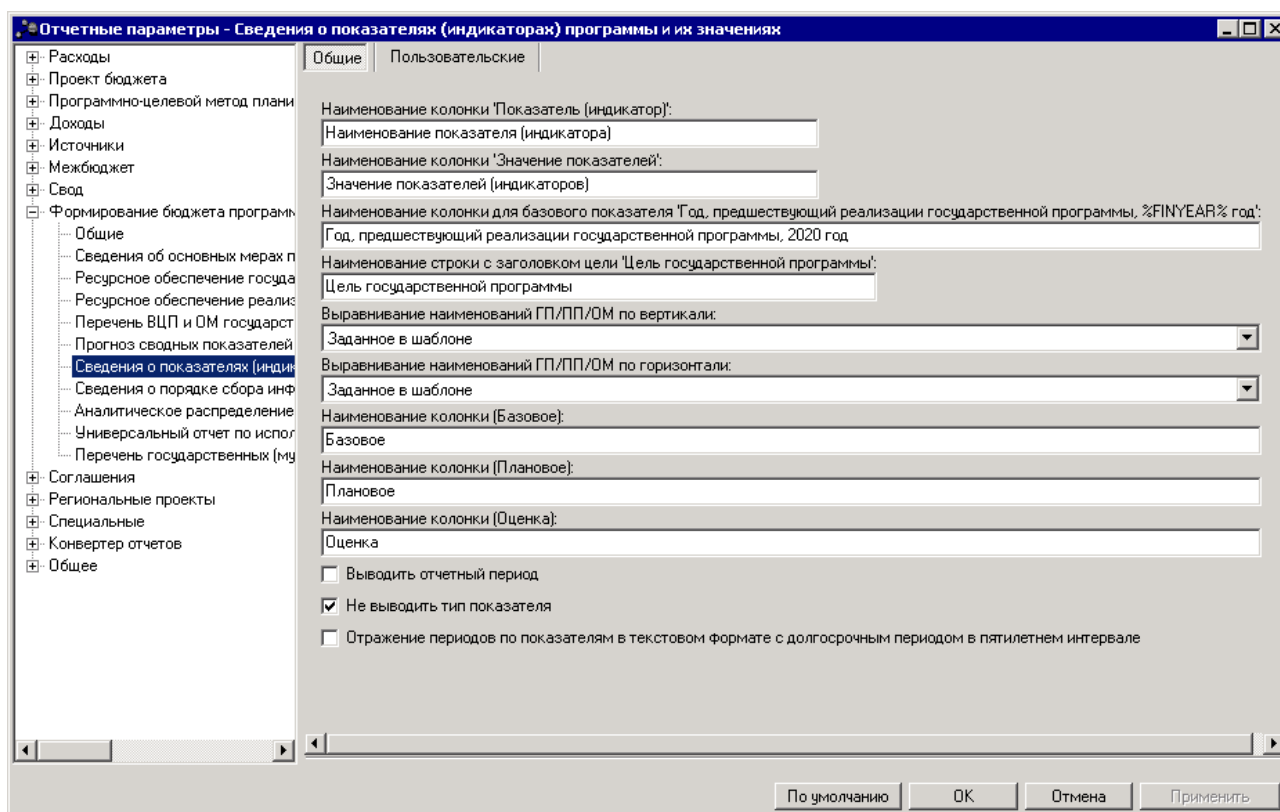 Отчетные параметры - Сведения о показателях (индикаторах) программы и их значениях
Расходы
Проект бюджета
Программно-целевой метод плани
Доходы
Источники
Межбюджет
Свод
Формирование бюджета программ
Общие
Сведения об основных мерах п
Ресурсное обеспечение госуда
Ресурсное обеспечение реализ
Перечень ВЦП и ОМ государст
Прогноз сводных показателей
Сведения о показателях (индик
Сведения о порядке сбора инф
Аналитическое распределение
Универсальный отчет по испол
Перечень государственных (му
Соглашения
Региональные проекты
Специальные
Конвертер отчетов
Общее
Общие
Пользовательские
Наименование колонки 'Показатель (индикатор)':
Наименование показателя (индикатора)
Наименование колонки 'Значение показателей':
Значение показателей (индикаторов)
Наименование колонки для базового показателя 'Год, предшествующий реализации государственной программы, %FINYEAR% год':
Год, предшествующий реализации государственной программы, 2020 год
Наименование строки с заголовком цели 'Цель государственной программы':
Цель государственной программы
Выравнивание наименований ГП/ПП/ОМ по вертикали:
Заданное в шаблоне
Выравнивание наименований ГП/ПП/ОМ по горизонтали:
Заданное в шаблоне
Наименование колонки (Базовое):
Базовое
Наименование колонки (Плановое):
Плановое
Наименование колонки (Оценка):
Оценка
Выводить отчетный период
Не выводить тип показателя
Отражение периодов по показателям в текстовом формате с долгосрочным периодом в пятилетнем интервале
По умолчанию
OK
Отмена
Применить